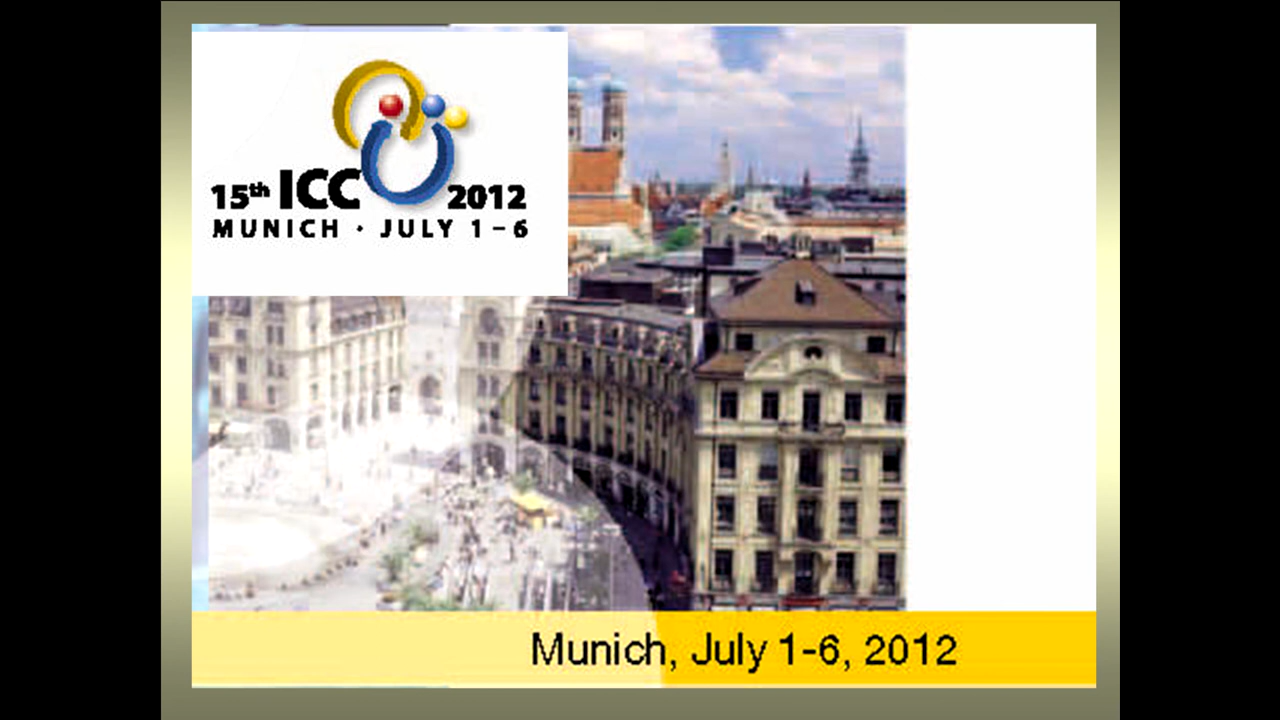 15th ICC 2012
MUNICH · JULY 1–6
Munich, July 1-6, 2012